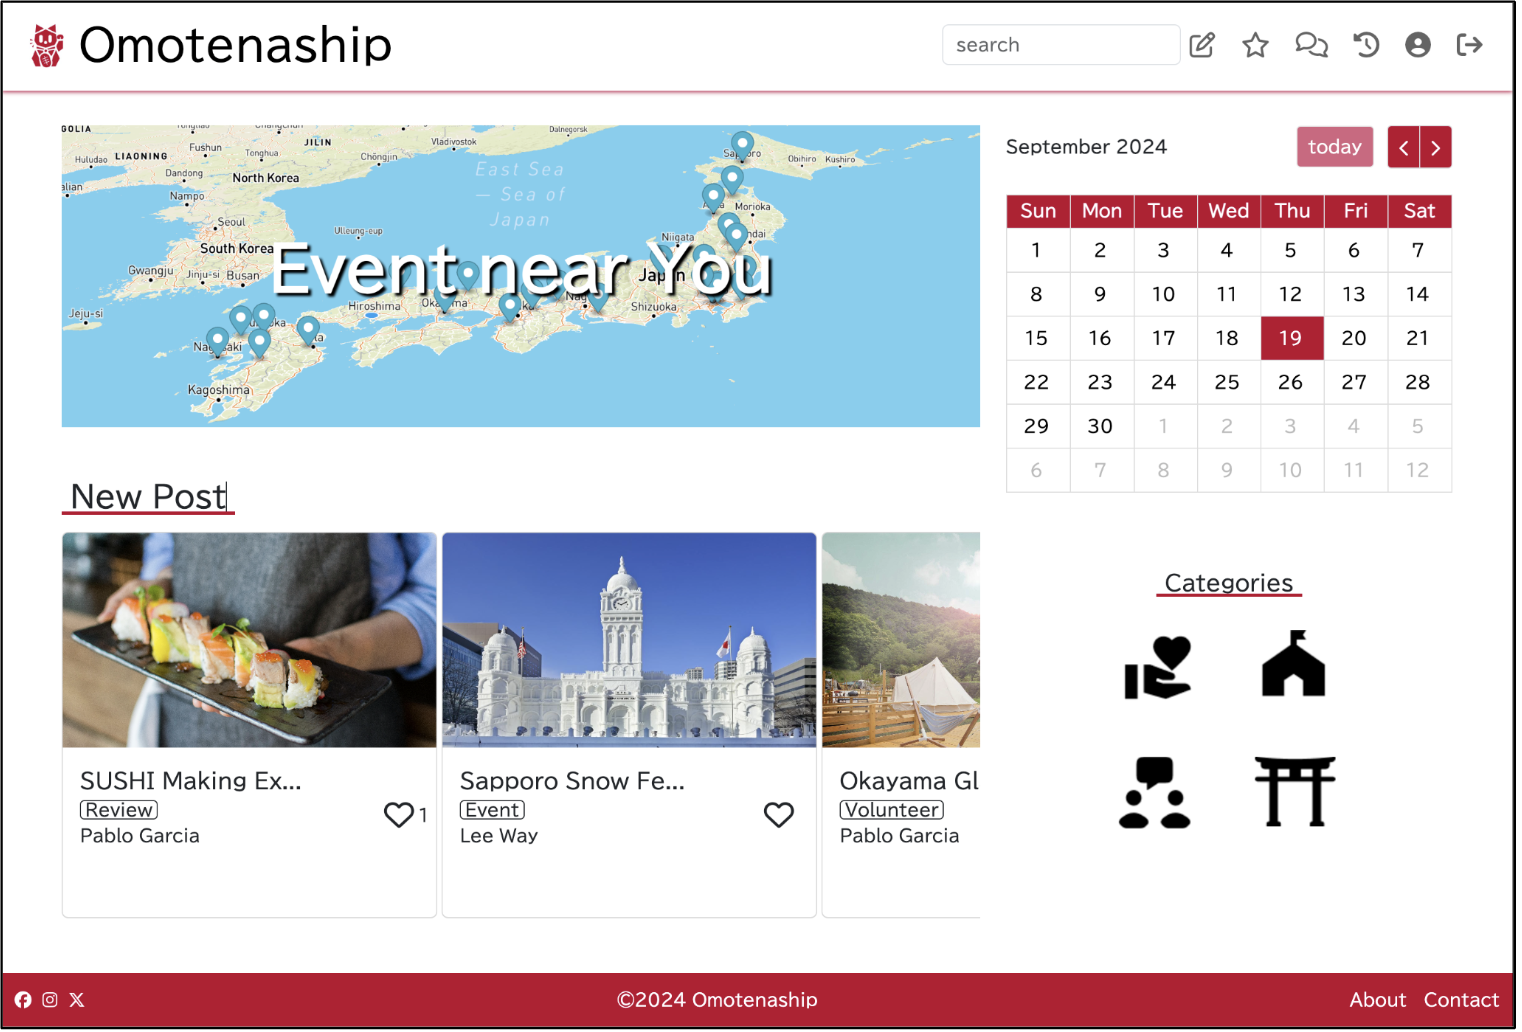 Omotenaship
search
GOLIA
JILIN
Dalnegorsk
Fushun
Vladivostok
Huludao
LIAONING
Tonghua
Chongjin
Dandong
North Korea
Nampo
East Sea
— Sea of
Japan
Obihiro
Kushiro
Morioka
Seoul
Ulleung-eup
South Korea
Niigata
Event near You
Japan
Gwangju
Jinju-si
Busan
Hiroshima
Shizuoka
Jeju-si
Kagoshima
September 2024
today
Sun Mon Tue Wed Thu Fri Sat
1 2 3 4 5 6 7
8 9 10 11 12 13 14
15 16 17 18 19 20 21
22 23 24 25 26 27 28
29 30 1 2 3 4 5
6 7 8 9 10 11 12
New Post
SUSHI Making Ex...
Review
Pablo Garcia
1
Sapporo Snow Fe...
Event
Lee Way
Okayama Gl
Volunteer
Pablo Garcia
Categories
©2024 Omotenaship
About Contact